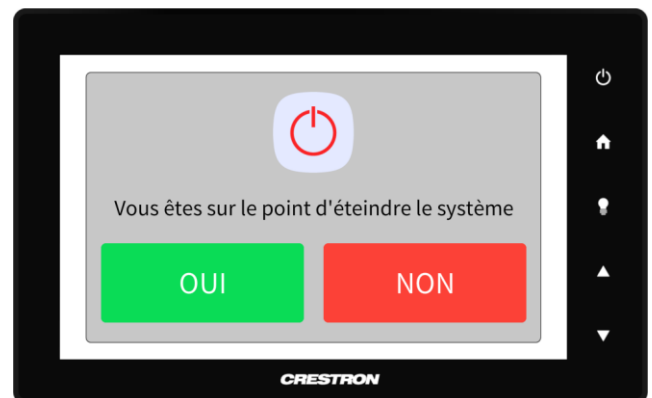 Vous êtes sur le point d'éteindre le système
OUI
NON
CRESTRON